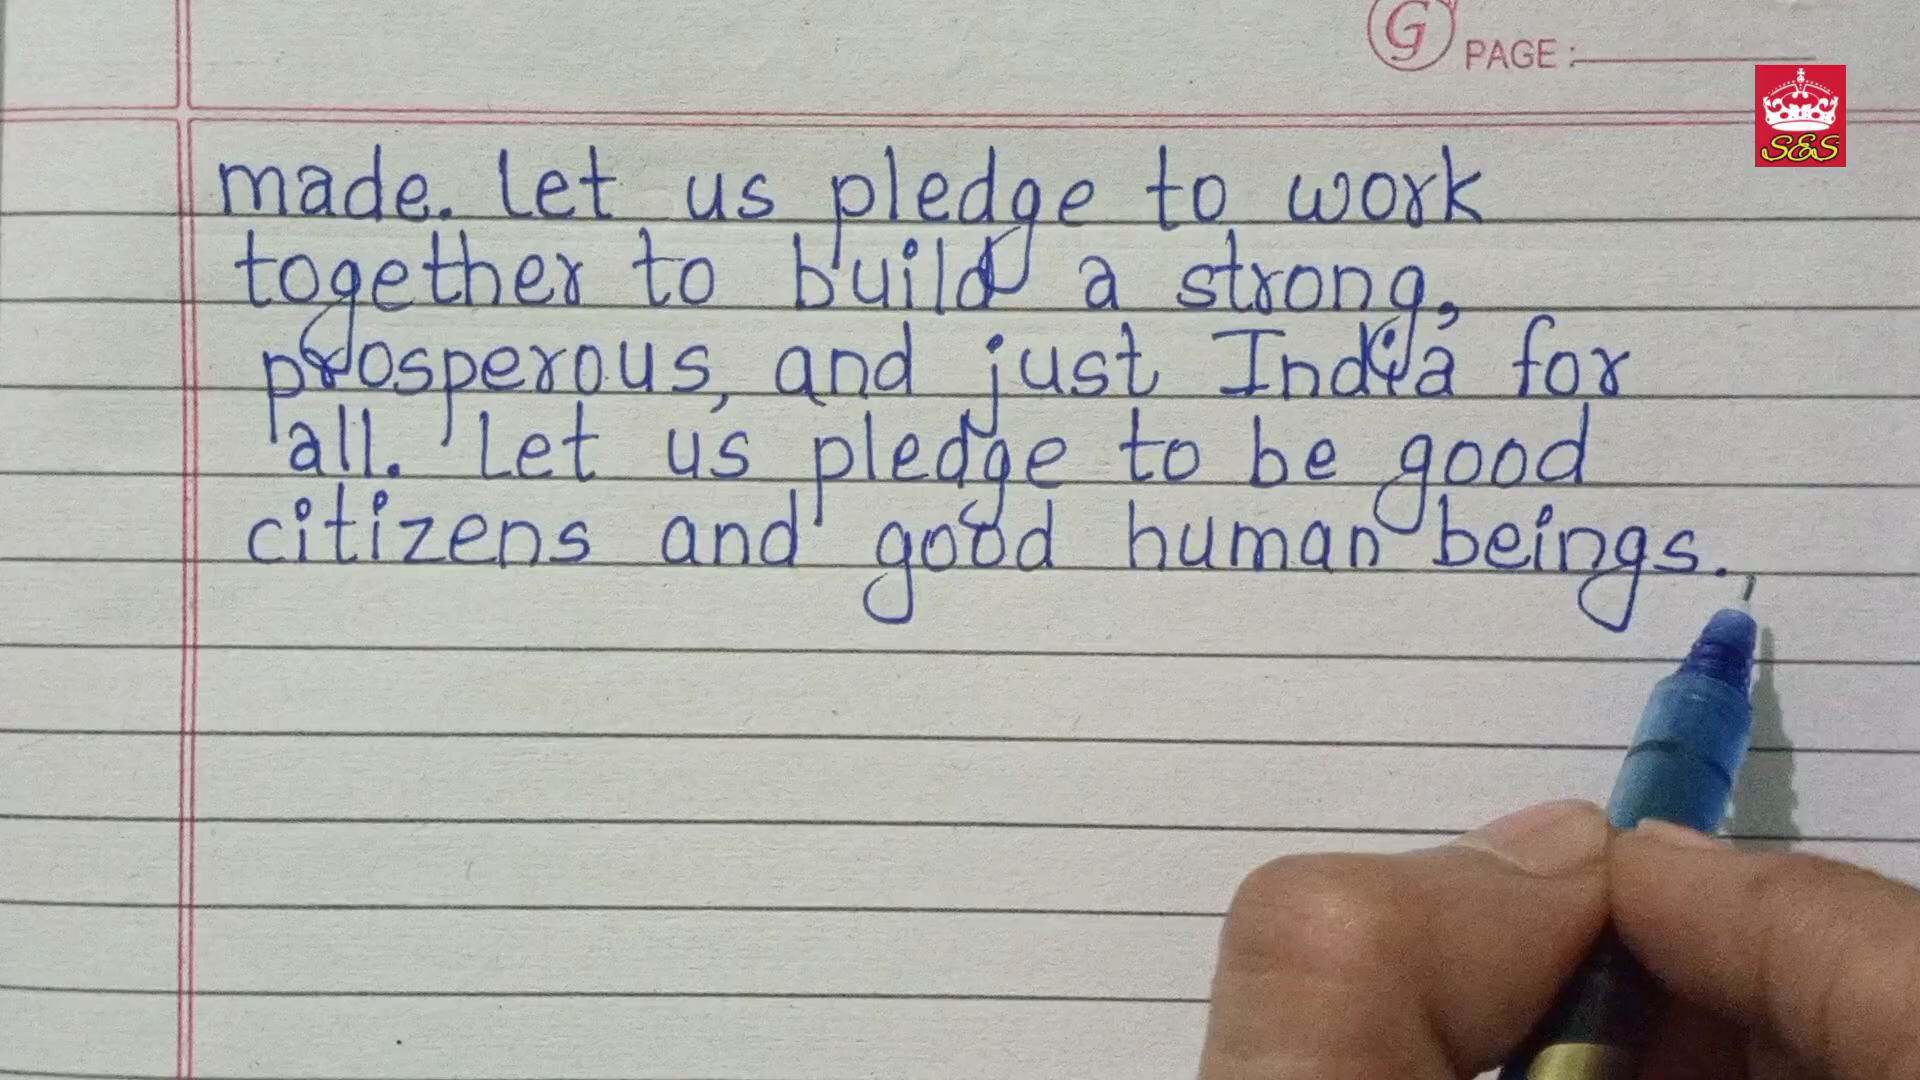 G PAGE :
S&S
made. Let us pledge to work
together to build a strong,
prosperous, and just India for
all. Let us pledge to be good
citizens and good human beings.